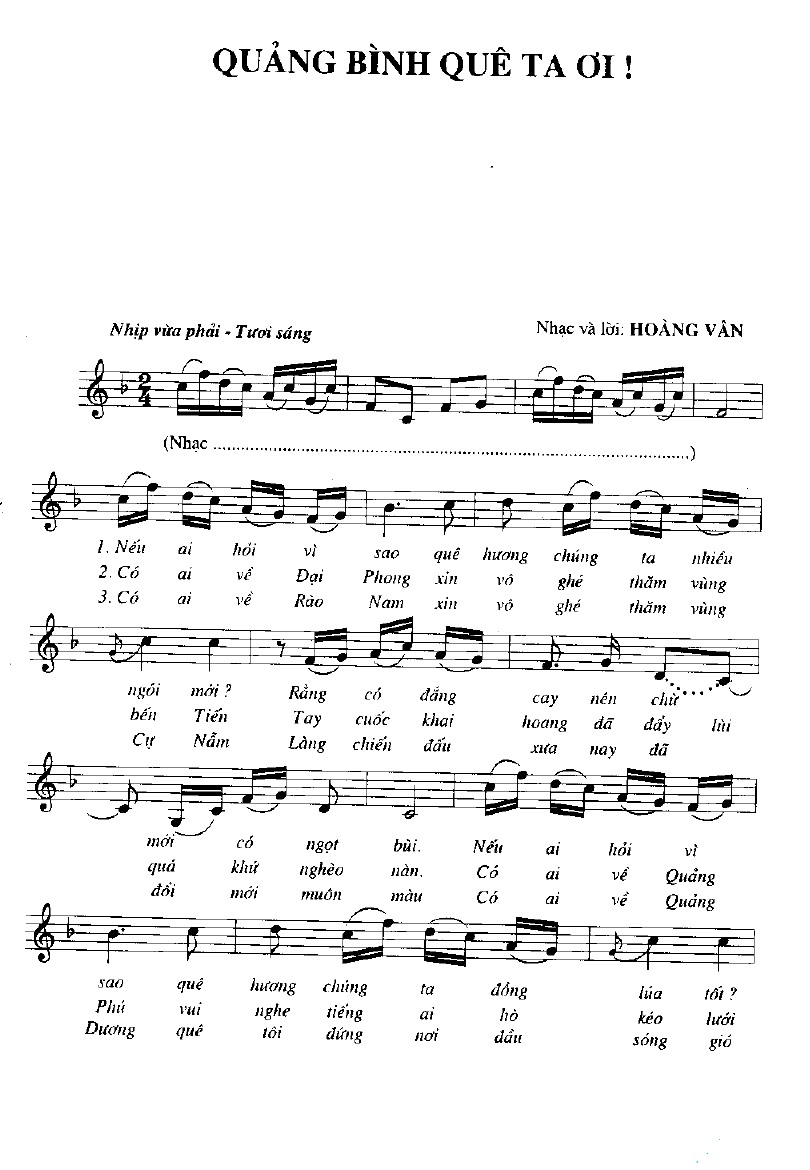 QUẢNG BÌNH QUÊ TA ƠI !
Nhịp vừa phải - Tươi sáng
Nhạc và lời: HOÀNG VÂN
2
4
(Nhạc ..........................................................................................)
1. Nếu ai hỏi vì sao quê hương chúng ta nhiều
2. Có ai về Đại Phong xin vô ghé thăm vùng
3. Có ai về Rào Nam xin vô ghé thăm vùng
ngói mới ? Rằng có đắng cay nên chừ
bến Tiến Tay cuốc khai hoang đã đẩy lùi
Cự Nẫm Làng chiến đấu xưa nay đã
mới có ngọt bùi. Nếu ai hỏi vì
quá khứ nghèo nàn. Có ai về Quảng
đổi mới muôn màu Có ai về Quảng
sao quê hương chúng ta đồng lúa tốt ?
Phú vui nghe tiếng ai hò kéo lưới
Dương quê tôi đứng nơi đầu sóng gió